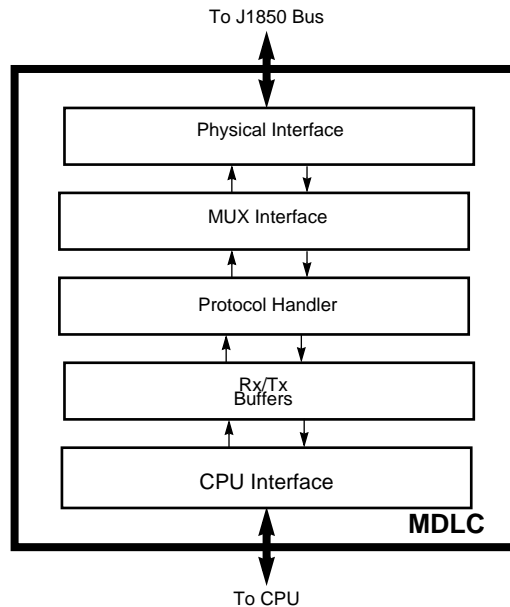 To J1850 Bus
Physical Interface
MUX Interface
Protocol Handler
Rx/Tx
Buffers
CPU Interface
MDLC
To CPU